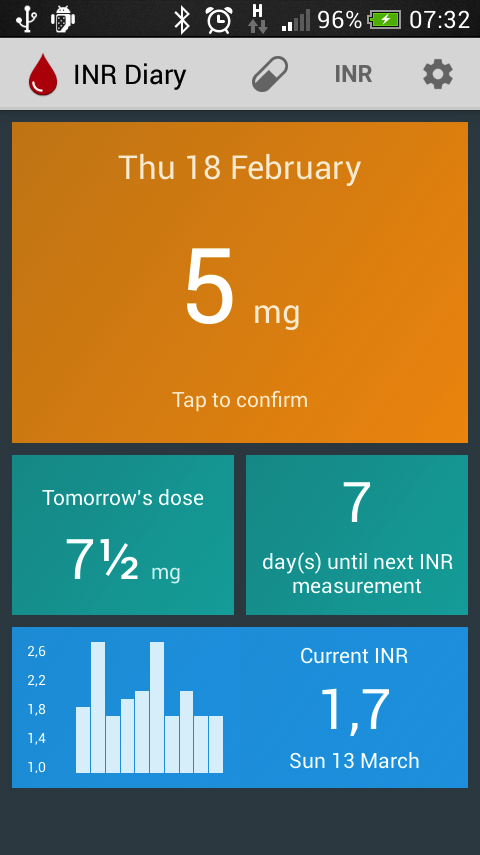 H 96% 07:32
INR Diary INR
Thu 18 February
5 mg
Tap to confirm
Tomorrow's dose
7½ mg
7
day(s) until next INR
measurement
2,6
2,2
1,8
1,4
1,0
Current INR
1,7
Sun 13 March